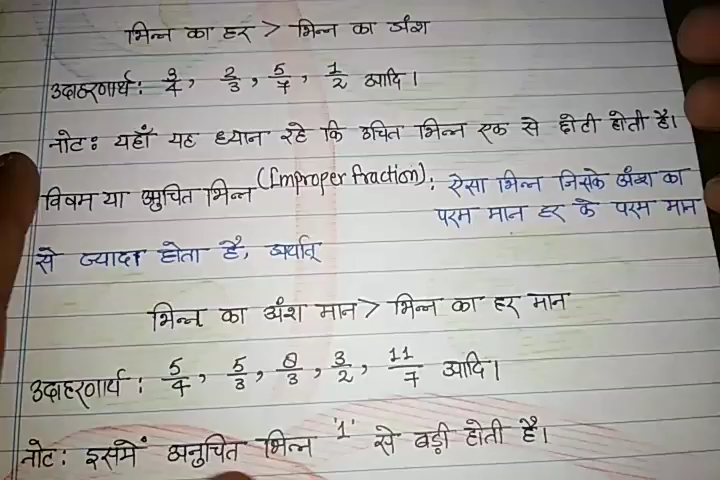 भिन्न का हर > भिन्न का अंश
उदाहरणार्थ: 3/4, 2/3, 5/7, 1/2 आदि।
नोट: यहाँ यह ध्यान रहे कि उचित भिन्न एक से छोटी होती है।
विषम या अनुचित भिन्न (Improper fraction): ऐसा भिन्न जिसके अंश का
परम मान हर के परम मान
से ज्यादा होता है, अर्थात्
भिन्न का अंश मान > भिन्न का हर मान
उदाहरणार्थ: 5/4, 5/3, 8/3, 3/2, 11/7 आदि।
नोट: इसमें अनुचित भिन्न '1' से बड़ी होती है।